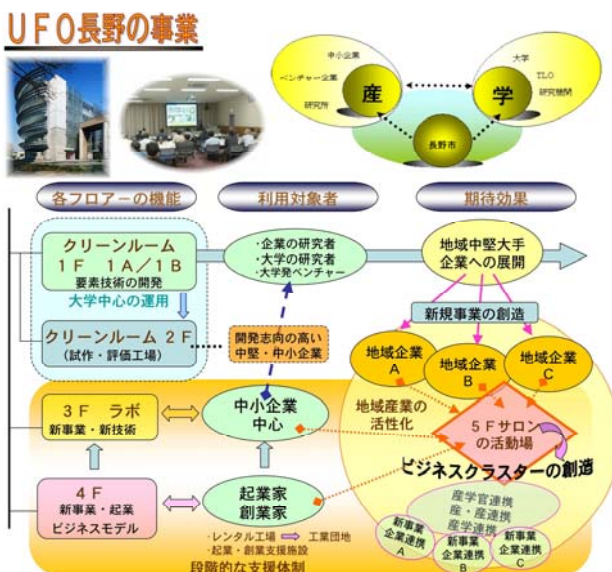 UFO長野の事業
中小企業
ベンチャー企業
研究所
産
大学
TLO
研究機関
学
長野市
各フロアーの機能
利用対象者
期待効果
クリーンルーム
1F 1A/1B
要素技術の開発
大学中心の運用
クリーンルーム 2F
(試作・評価工場)
・企業の研究者
・大学の研究者
・大学発ベンチャー
開発志向の高い
中堅・中小企業
地域中堅大手
企業への展開
新規事業の創造
地域企業
A
地域企業
B
地域企業
C
3F ラボ
新事業・新技術
中小企業
中心
地域産業の
活性化
5Fサロン
の活動場
ビジネスクラスターの創造
4F
新事業・起業
ビジネスモデル
起業家
創業家
産学官連携
産・産連携
産学連携
新事業
企業連携
A
新事業
企業連携
B
新事業
企業連携
C
・レンタル工場 工業団地
・起業・創業支援施設
段階的な支援体制